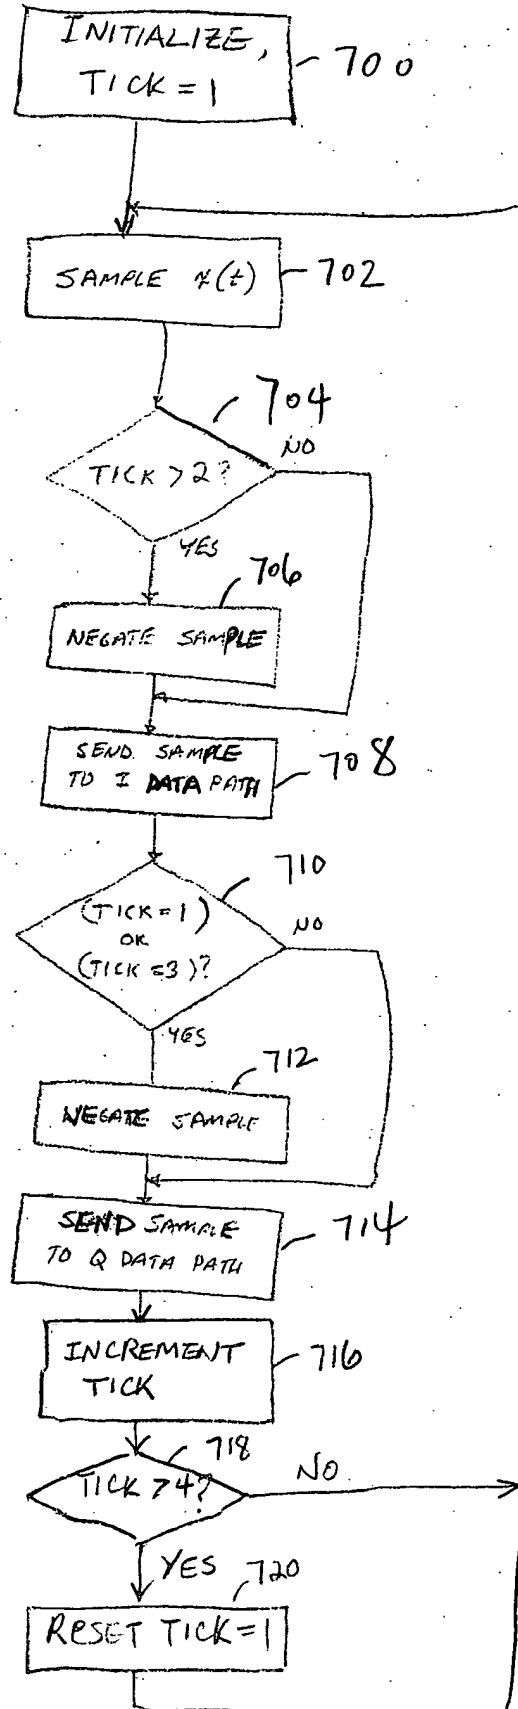 INITIALIZE,
TICK = 1
700
SAMPLE x(t)
702
704
TICK > 2?
NO
YES
706
NEGATE SAMPLE
SEND SAMPLE
TO I DATA PATH
708
710
(TICK = 1)
OR
(TICK = 3)?
NO
YES
712
NEGATE SAMPLE
SEND SAMPLE
TO Q DATA PATH
714
INCREMENT
TICK
716
718
TICK > 4?
NO
YES
720
RESET TICK = 1